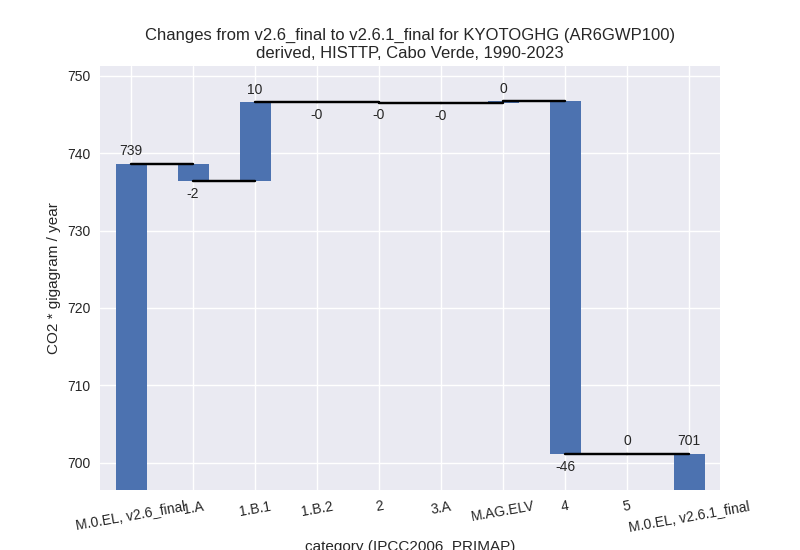 Changes from v2.6_final to v2.6.1_final for KYOTOGHG (AR6GWP100)
derived, HISTTP, Cabo Verde, 1990-2023
750
740
730
720
710
700
CO2 * gigagram / year
739
-2
10
-0
-0
-0
0
-46
0
701
M.0.EL, v2.6_final
1.A
1.B.1
1.B.2
2
3.A
M.AG.ELV
4
5
M.0.EL, v2.6.1_final
category (IPCC2006_PRIMAP)